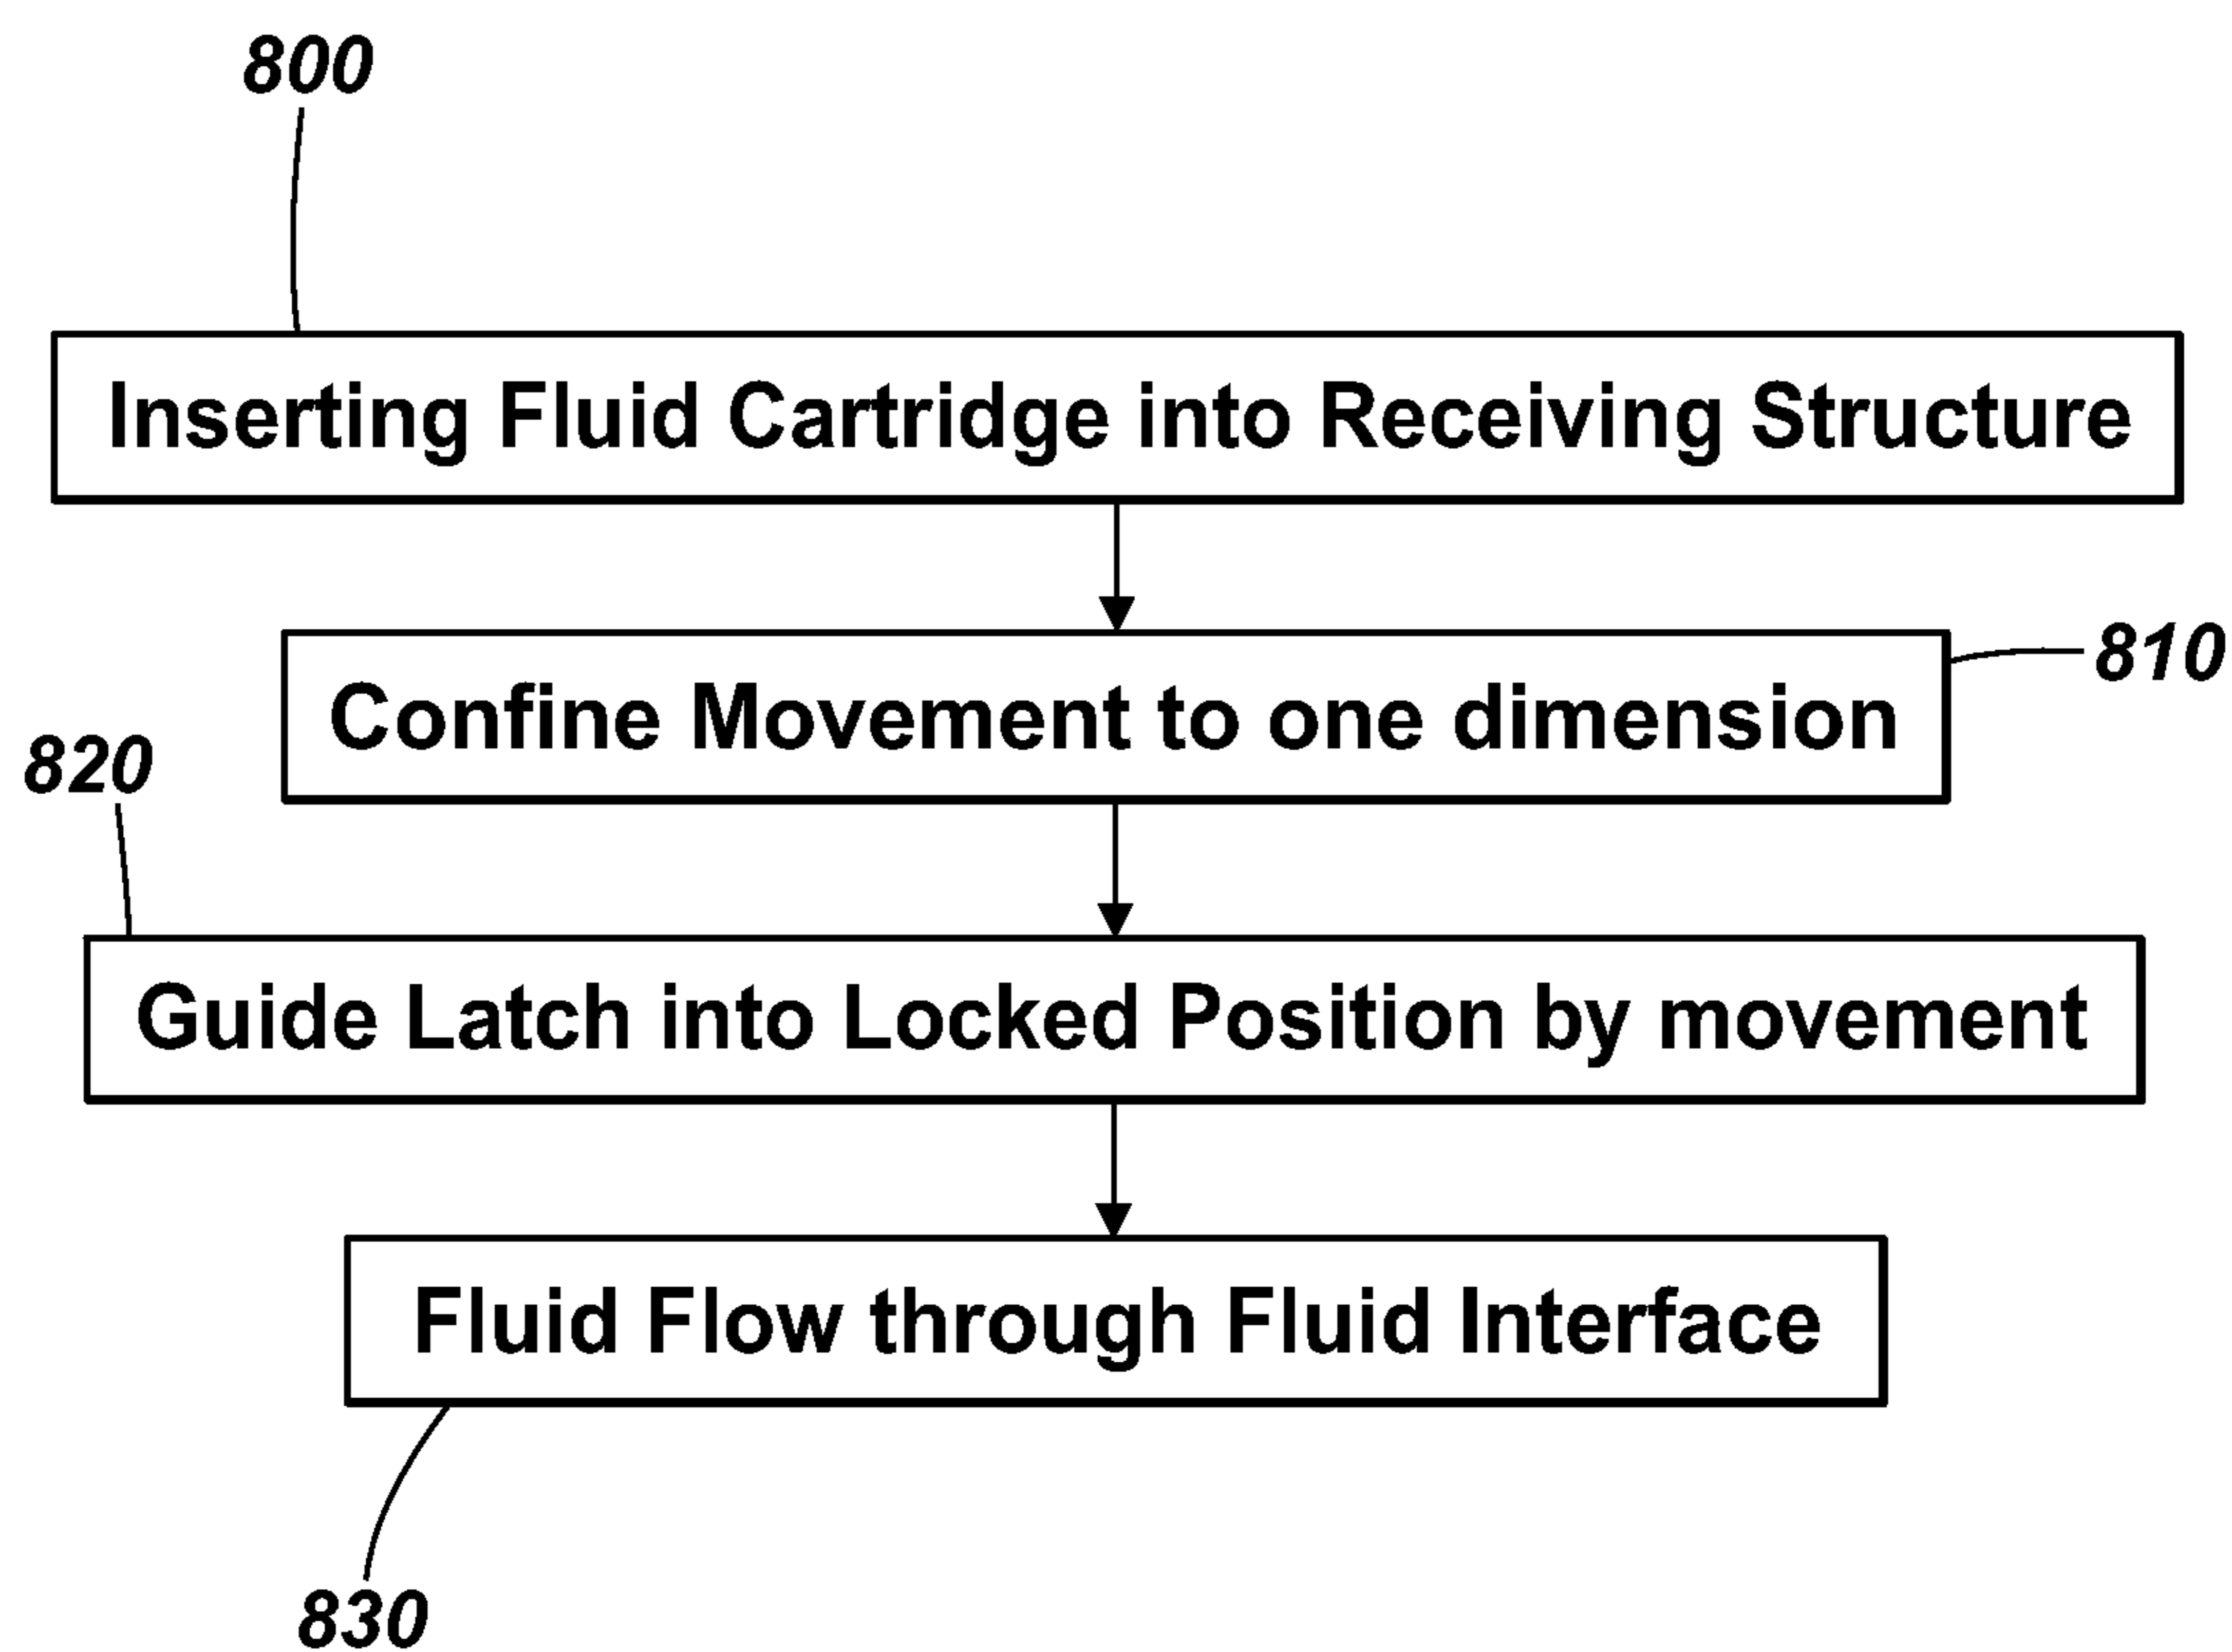 800
Inserting Fluid Cartridge into Receiving Structure
810
Confine Movement to one dimension
820
Guide Latch into Locked Position by movement
Fluid Flow through Fluid Interface
830